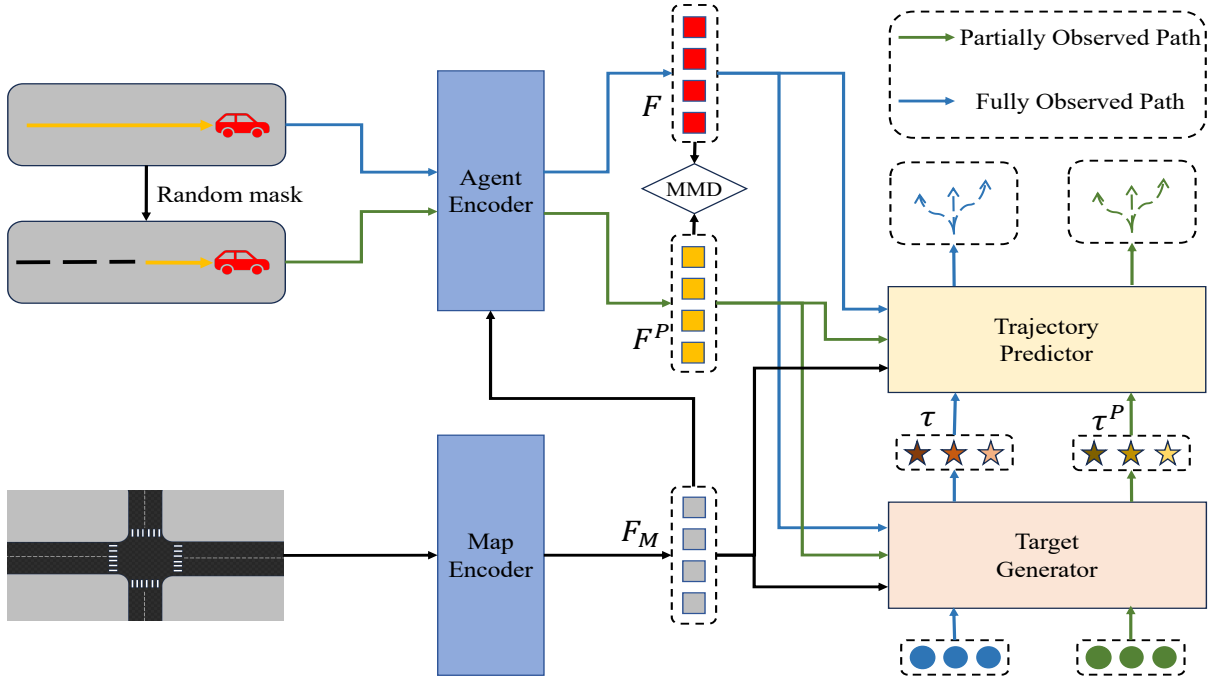 Partially Observed Path
Fully Observed Path
F
Random mask
Agent
Encoder
MMD
F^P
Trajectory
Predictor
τ
τ^P
F_M
Map
Encoder
Target
Generator